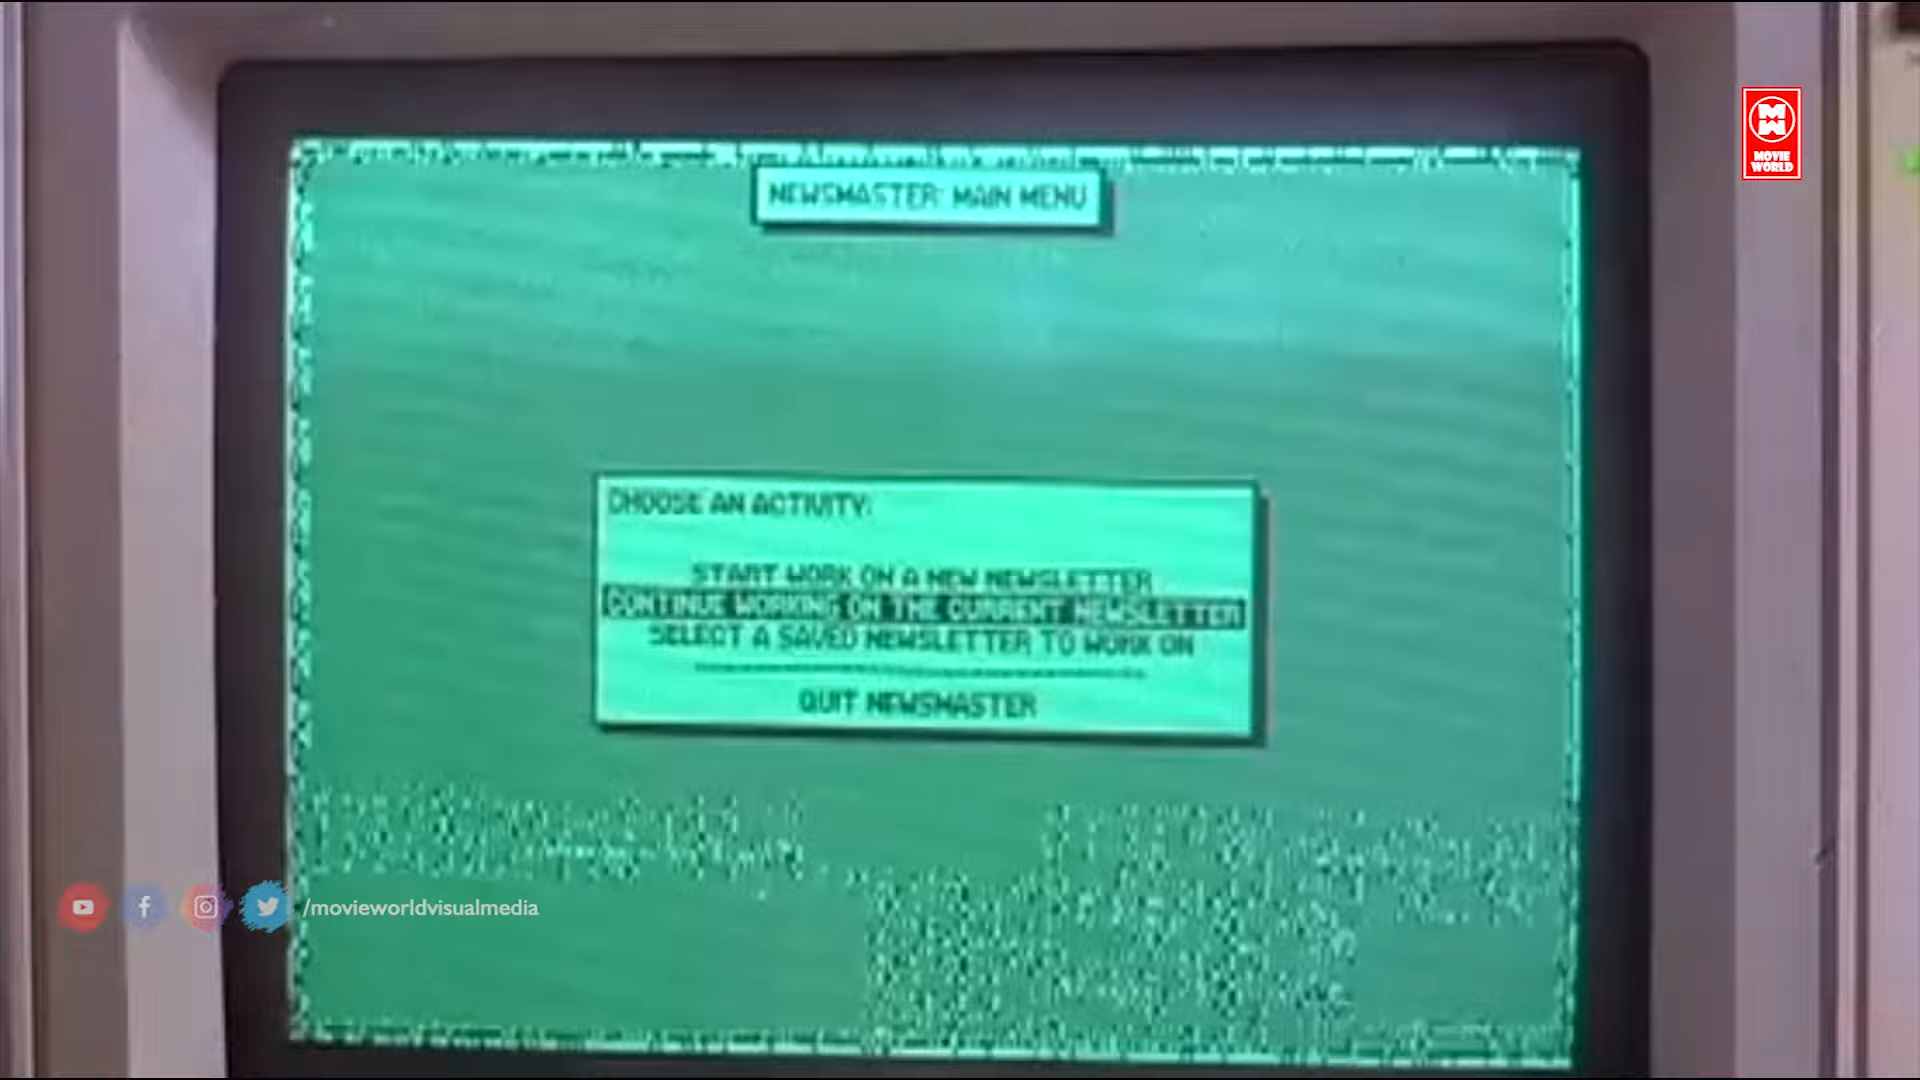 MOVIE
WORLD
NEWSMASTER: MAIN MENU
CHOOSE AN ACTIVITY:
START WORK ON A NEW NEWSLETTER
CONTINUE WORKING ON THE CURRENT NEWSLETTER
SELECT A SAVED NEWSLETTER TO WORK ON
QUIT NEWSMASTER
/movieworldvisualmedia